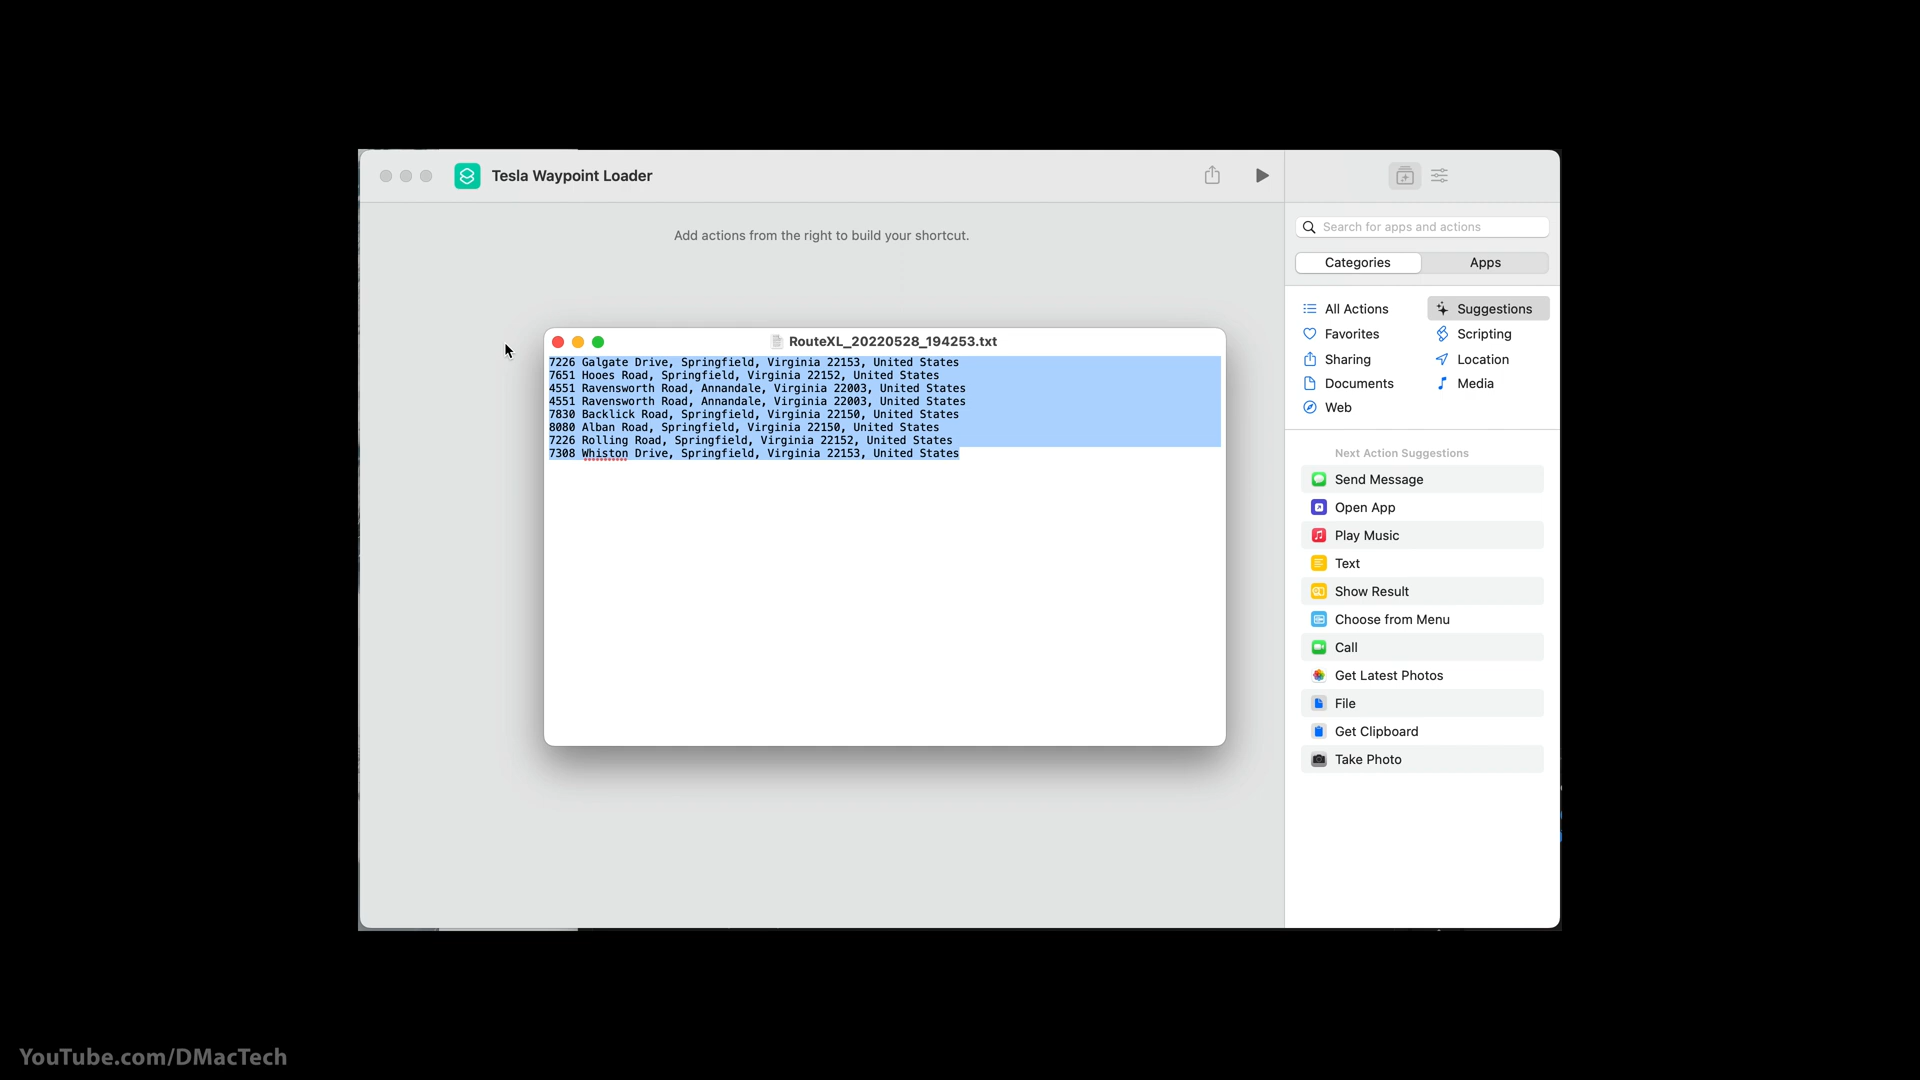 Tesla Waypoint Loader
Add actions from the right to build your shortcut.
RouteXL_20220528_194253.txt
7226 Galgate Drive, Springfield, Virginia 22153, United States
7651 Hooes Road, Springfield, Virginia 22152, United States
4551 Ravensworth Road, Annandale, Virginia 22003, United States
4551 Ravensworth Road, Annandale, Virginia 22003, United States
7830 Backlick Road, Springfield, Virginia 22150, United States
8080 Alban Road, Springfield, Virginia 22150, United States
7226 Rolling Road, Springfield, Virginia 22152, United States
7308 Whiston Drive, Springfield, Virginia 22153, United States
Search for apps and actions
Categories
Apps
All Actions
Suggestions
Favorites
Scripting
Sharing
Location
Documents
Media
Web
Next Action Suggestions
Send Message
Open App
Play Music
Text
Show Result
Choose from Menu
Call
Get Latest Photos
File
Get Clipboard
Take Photo
YouTube.com/DMacTech